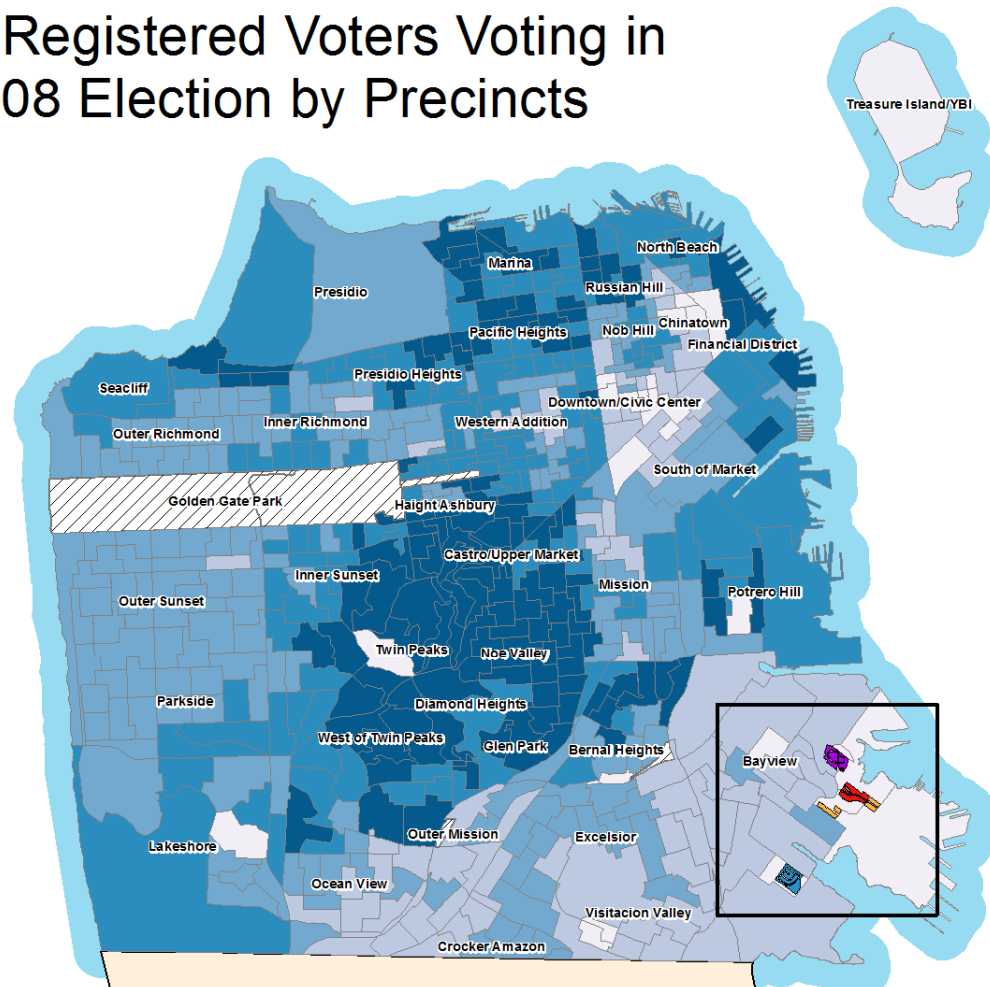 Registered Voters Voting in
08 Election by Precincts
Treasure Island/YBI
North Beach
Marina
Russian Hill
Presidio
Chinatown
Pacific Heights
Nob Hill
Financial District
Presidio Heights
Seacliff
Downtown/Civic Center
Inner Richmond
Western Addition
Outer Richmond
South of Market
Golden Gate Park
Haight Ashbury
Castro/Upper Market
Inner Sunset
Mission
Potrero Hill
Outer Sunset
Twin Peaks
Noe Valley
Parkside
Diamond Heights
West of Twin Peaks
Glen Park
Bernal Heights
Bayview
Outer Mission
Excelsior
Lakeshore
Ocean View
Visitacion Valley
Crocker Amazon